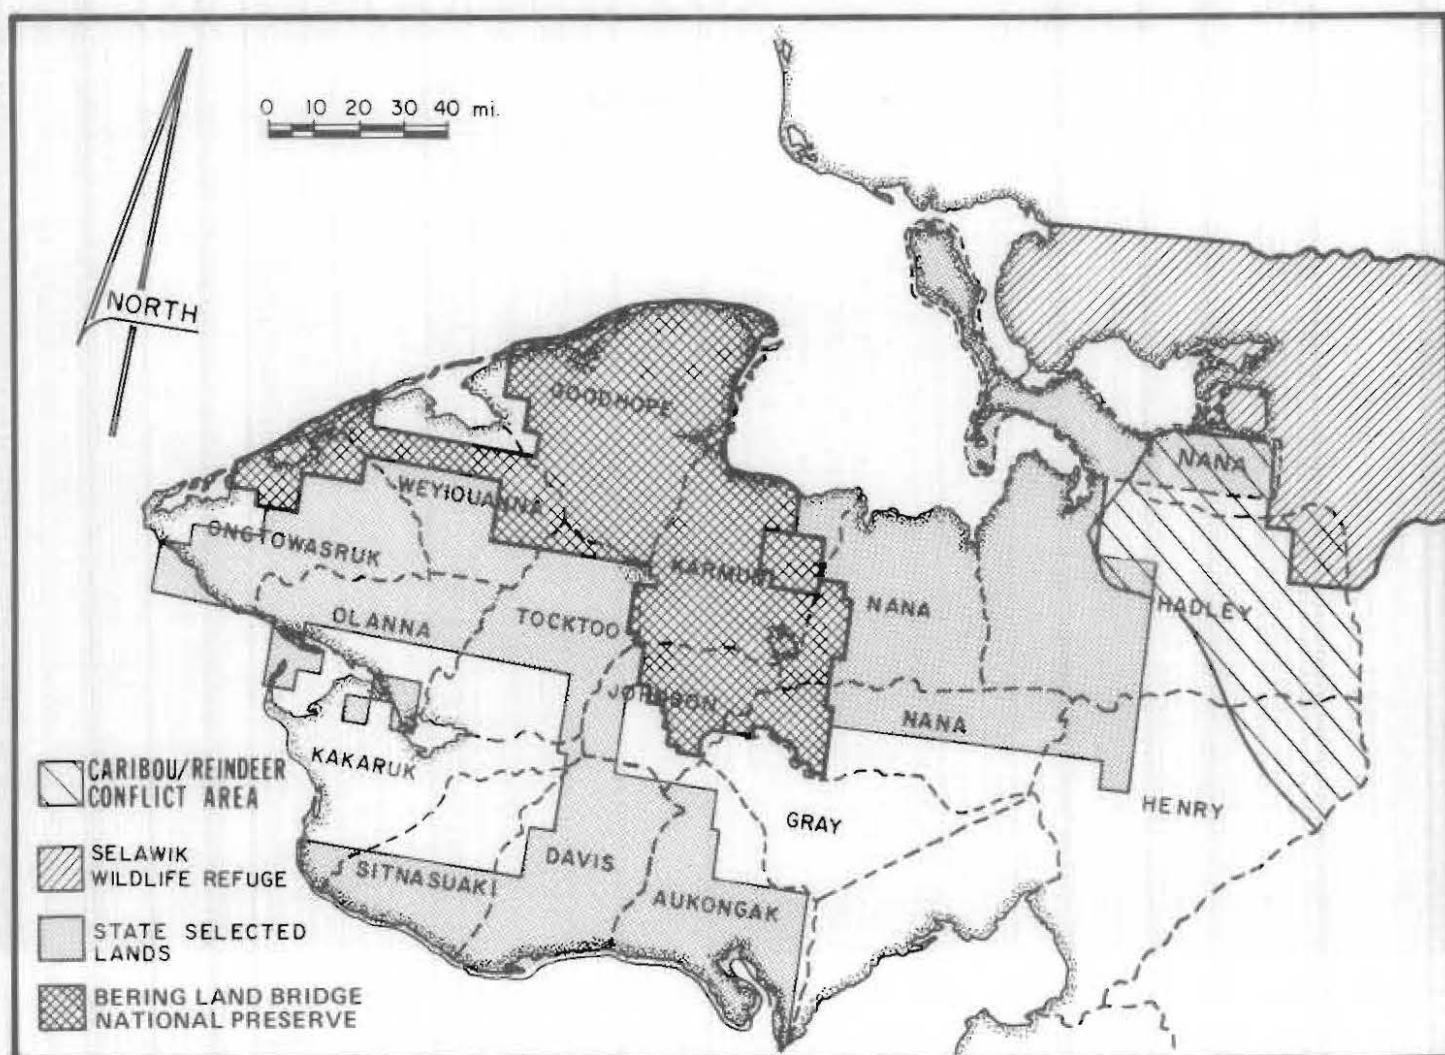 0 10 20 30 40 mi.
NORTH
GOODHOPE
NANA
WEYIOUANNA
ONGTOWASRUK
KARMUN
OLANNA
TOCKTOO
NANA
HADLEY
JOHNSON
NANA
KAKARUK
HENRY
GRAY
DAVIS
SITNASUAKI
AUKONGAK
CARIBOU/REINDEER
CONFLICT AREA
SELAWIK
WILDLIFE REFUGE
STATE SELECTED
LANDS
BERING LAND BRIDGE
NATIONAL PRESERVE